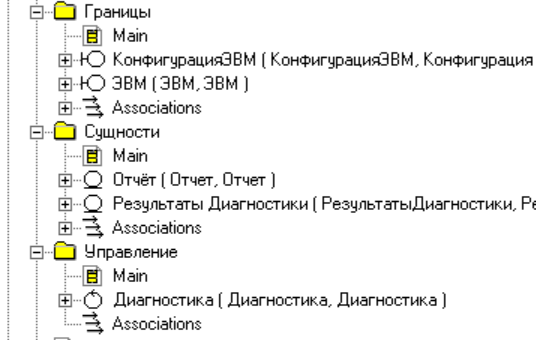 Границы
Main
КонфигурацияЭВМ ( КонфигурацияЭВМ, Конфигурация
ЭВМ ( ЭВМ, ЭВМ )
Associations
Сущности
Main
Отчёт ( Отчет, Отчет )
Результаты Диагностики ( РезультатыДиагностики, Ре
Associations
Управление
Main
Диагностика ( Диагностика, Диагностика )
Associations